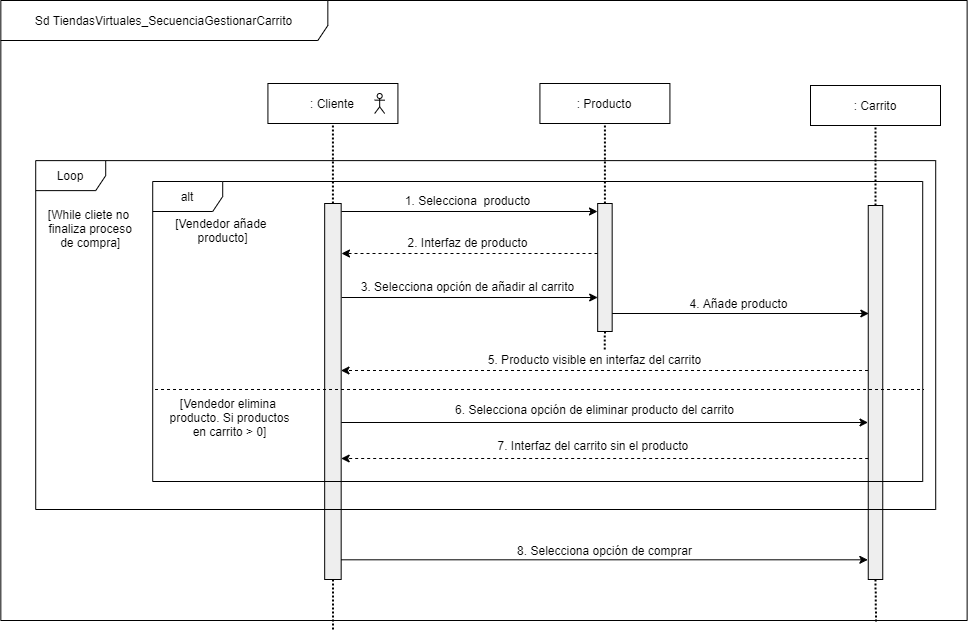 Sd TiendasVirtuales_SecuenciaGestionarCarrito
: Cliente
: Producto
: Carrito
Loop
[While cliete no
finaliza proceso
de compra]
alt
[Vendedor añade
producto]
1. Selecciona producto
2. Interfaz de producto
3. Selecciona opción de añadir al carrito
4. Añade producto
5. Producto visible en interfaz del carrito
[Vendedor elimina
producto. Si productos
en carrito > 0]
6. Selecciona opción de eliminar producto del carrito
7. Interfaz del carrito sin el producto
8. Selecciona opción de comprar